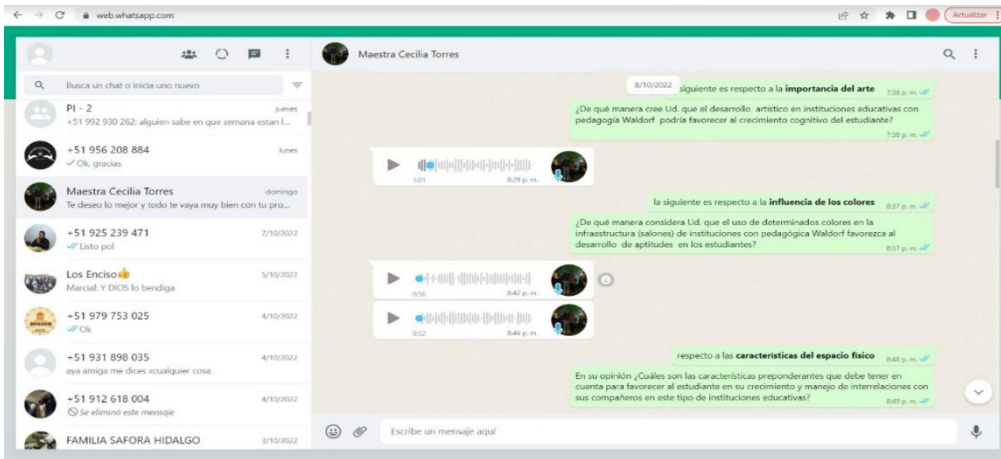 web.whatsapp.com
Actualizar
Maestra Cecilia Torres
Busca un chat o inicia uno nuevo
PI - 2
jueves
+51 992 930 262: alguien sabe en que semana estan l...
+51 956 208 884
lunes
Ok, gracias
Maestra Cecilia Torres
domingo
Te deseo lo mejor y todo te vaya muy bien con tu pro...
+51 925 239 471
7/10/2022
Listo pol
Los Enciso👍
5/10/2022
Marcial: Y DIOS lo bendiga
+51 979 753 025
4/10/2022
Ok
+51 931 898 035
4/10/2022
aya amiga me dices xcualquier cosa
+51 912 618 004
4/10/2022
Se eliminó este mensaje
FAMILIA SAFORA HIDALGO
3/10/2022
8/10/2022
siguiente es respecto a la importancia del arte
7:38 p. m.
¿De qué manera cree Ud. que el desarrollo artístico en instituciones educativas con
pedagogía Waldorf podría favorecer al crecimiento cognitivo del estudiante?
7:38 p. m.
1:01
8:29 p. m.
la siguiente es respecto a la influencia de los colores
8:37 p. m.
¿De qué manera considera Ud. que el uso de determinados colores en la
infraestructura (salones) de instituciones con pedagógica Waldorf favorezca al
desarrollo de aptitudes en los estudiantes?
8:37 p. m.
0:56
8:42 p. m.
0:52
8:46 p. m.
respecto a las características del espacio físico
8:48 p. m.
En su opinión ¿Cuáles son las características preponderantes que debe tener en
cuenta para favorecer al estudiante en su crecimiento y manejo de interrelaciones con
sus compañeros en este tipo de instituciones educativas?
8:49 p. m.
Escribe un mensaje aquí